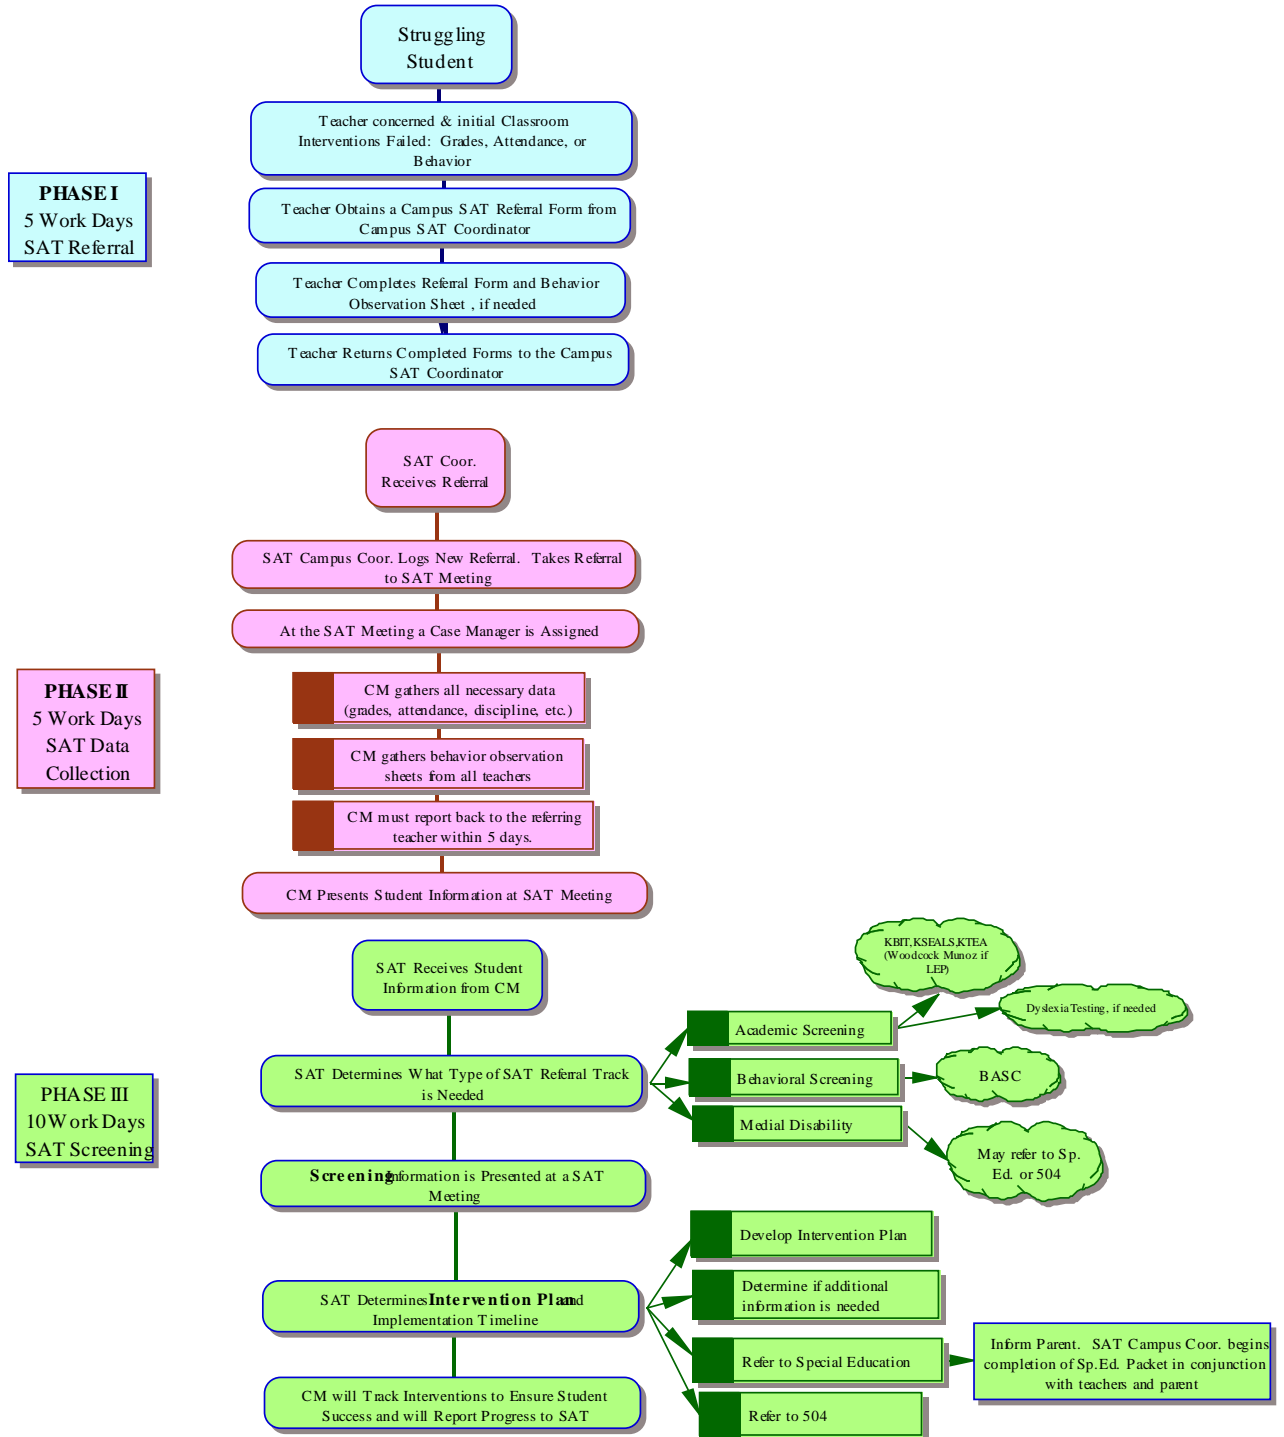 Struggling
Student
Teacher concerned & initial Classroom
Interventions Failed: Grades, Attendance, or
Behavior
PHASE I
5 Work Days
SAT Referral
Teacher Obtains a Campus SAT Referral Form from
Campus SAT Coordinator
Teacher Completes Referral Form and Behavior
Observation Sheet , if needed
Teacher Returns Completed Forms to the Campus
SAT Coordinator
SAT Coor.
Receives Referral
SAT Campus Coor. Logs New Referral. Takes Referral
to SAT Meeting
At the SAT Meeting a Case Manager is Assigned
PHASE II
5 Work Days
SAT Data
Collection
CM gathers all necessary data
(grades, attendance, discipline, etc.)
CM gathers behavior observation
sheets from all teachers
CM must report back to the referring
teacher within 5 days.
CM Presents Student Information at SAT Meeting
SAT Receives Student
Information from CM
KBIT,KSEALS,KTEA
(Woodcock Munoz if
LEP)
Dyslexia Testing, if needed
Academic Screening
SAT Determines What Type of SAT Referral Track
is Needed
Behavioral Screening
BASC
Medial Disability
May refer to Sp.
Ed. or 504
PHASE III
10 Work Days
SAT Screening
Screening Information is Presented at a SAT
Meeting
Develop Intervention Plan
SAT Determines Intervention Plan and
Implementation Timeline
Determine if additional
information is needed
Refer to Special Education
Inform Parent. SAT Campus Coor. begins
completion of Sp.Ed. Packet in conjunction
with teachers and parent
CM will Track Interventions to Ensure Student
Success and will Report Progress to SAT
Refer to 504